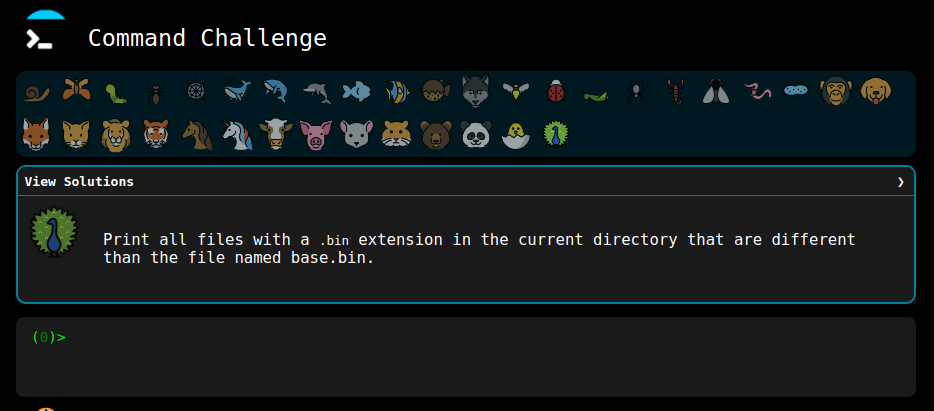 Command Challenge
View Solutions
Print all files with a .bin extension in the current directory that are different
than the file named base.bin.
(0)>